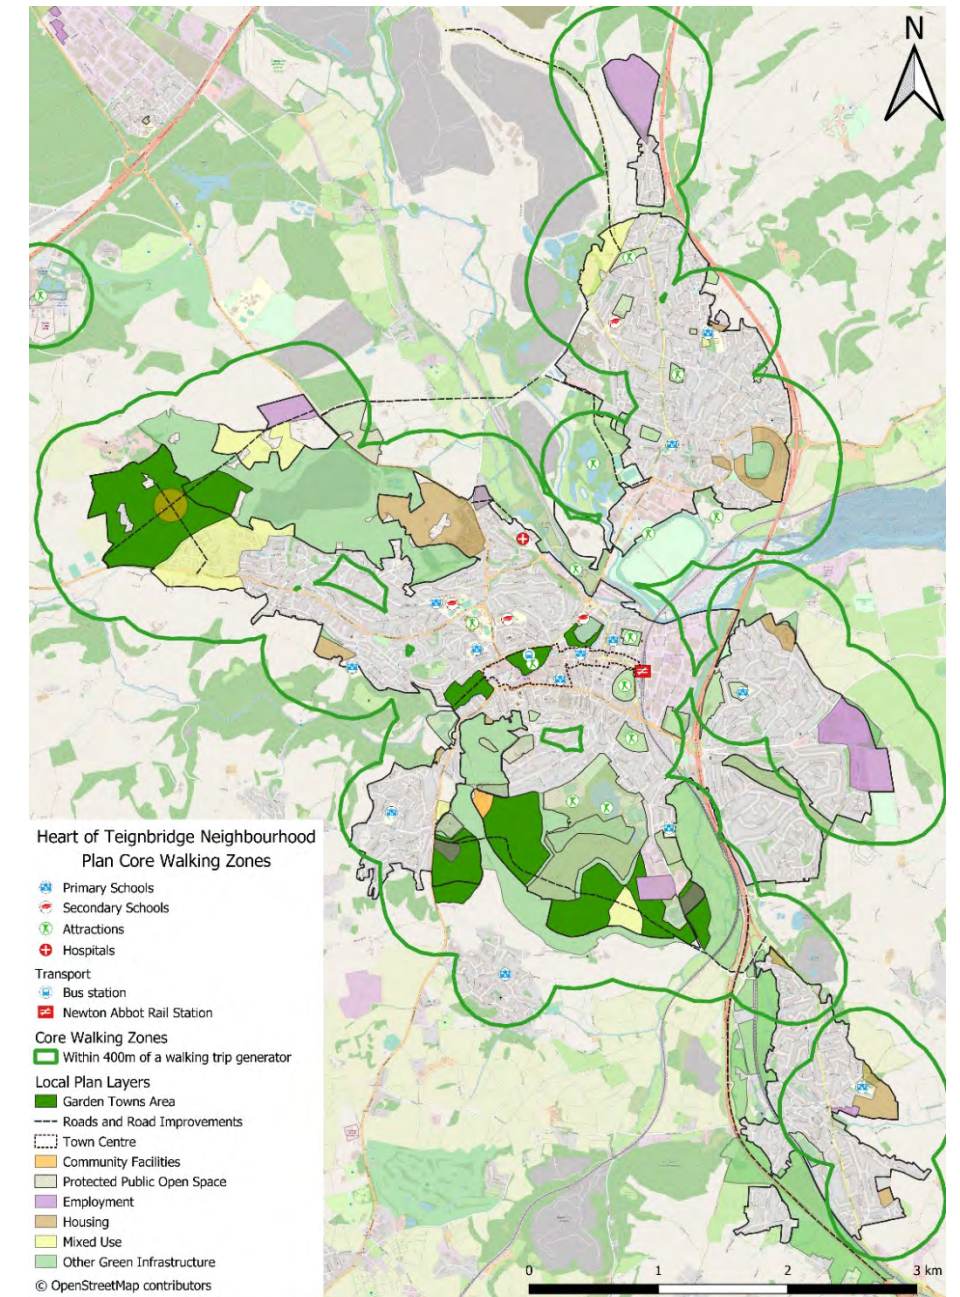 N
Heart of Teignbridge Neighbourhood
Plan Core Walking Zones
Primary Schools
Secondary Schools
Attractions
Hospitals
Transport
Bus station
Newton Abbot Rail Station
Core Walking Zones
Within 400m of a walking trip generator
Local Plan Layers
Garden Towns Area
Roads and Road Improvements
Town Centre
Community Facilities
Protected Public Open Space
Employment
Housing
Mixed Use
Other Green Infrastructure
© OpenStreetMap contributors
0 1 2 3 km